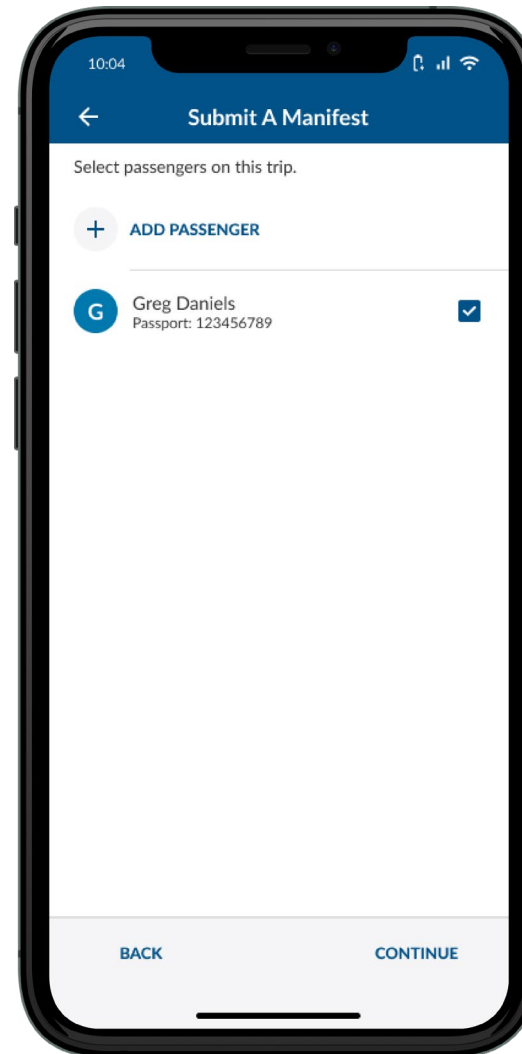 10:04
Submit A Manifest
Select passengers on this trip.
ADD PASSENGER
G
Greg Daniels
Passport: 123456789
BACK
CONTINUE